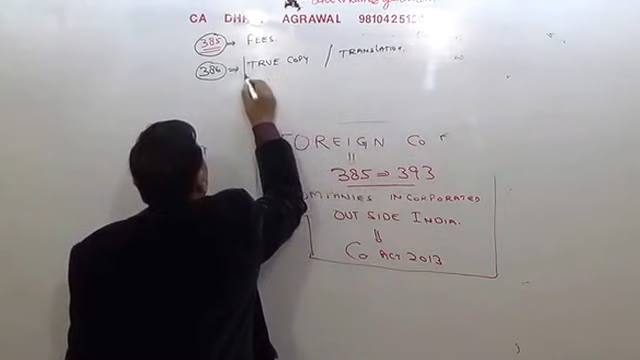 CA DH AGRAWAL 9810425
385 ⇒ FEES.
386 ⇒ TRUE COPY / TRANSLATION.
FOREIGN Co
385 ⇒ 393
COMPANIES INCORPORATED
OUT SIDE INDIA.
Co ACT 2013